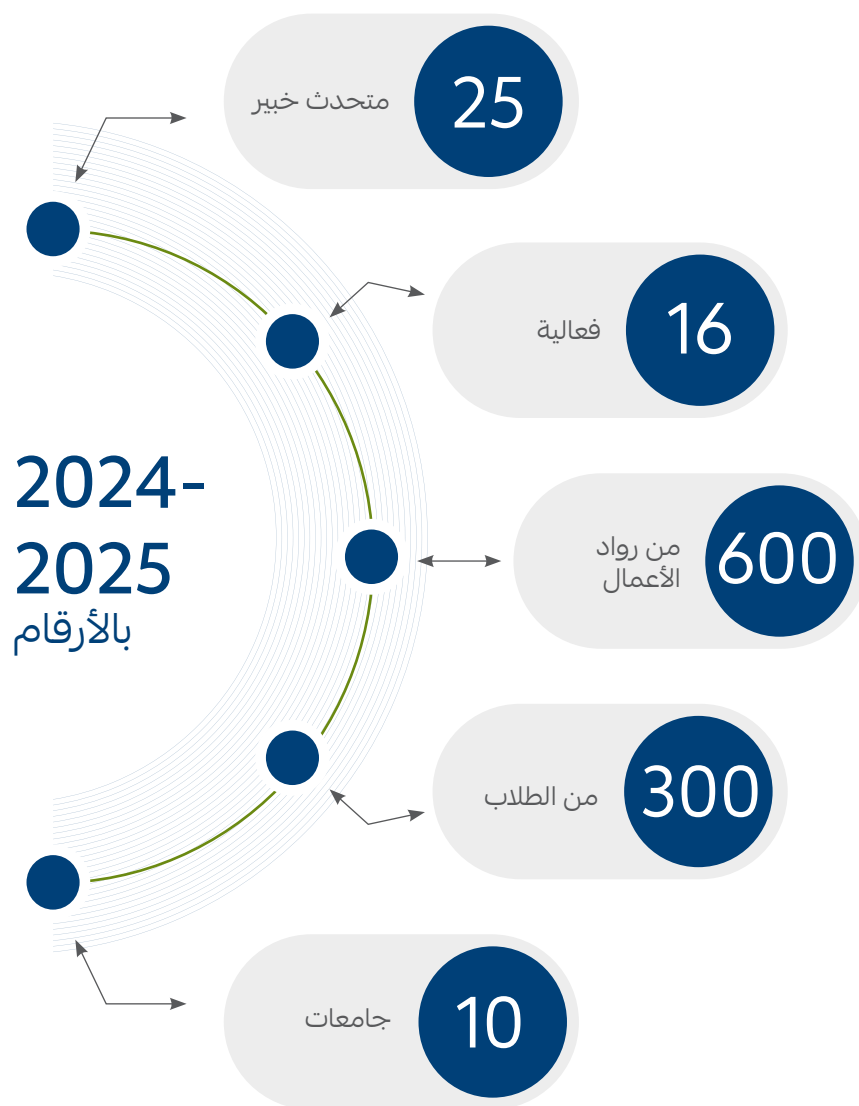 2024-
2025
بالأرقام
25
متحدث خبير
16
فعالية
600
من رواد
الأعمال
300
من الطلاب
10
جامعات